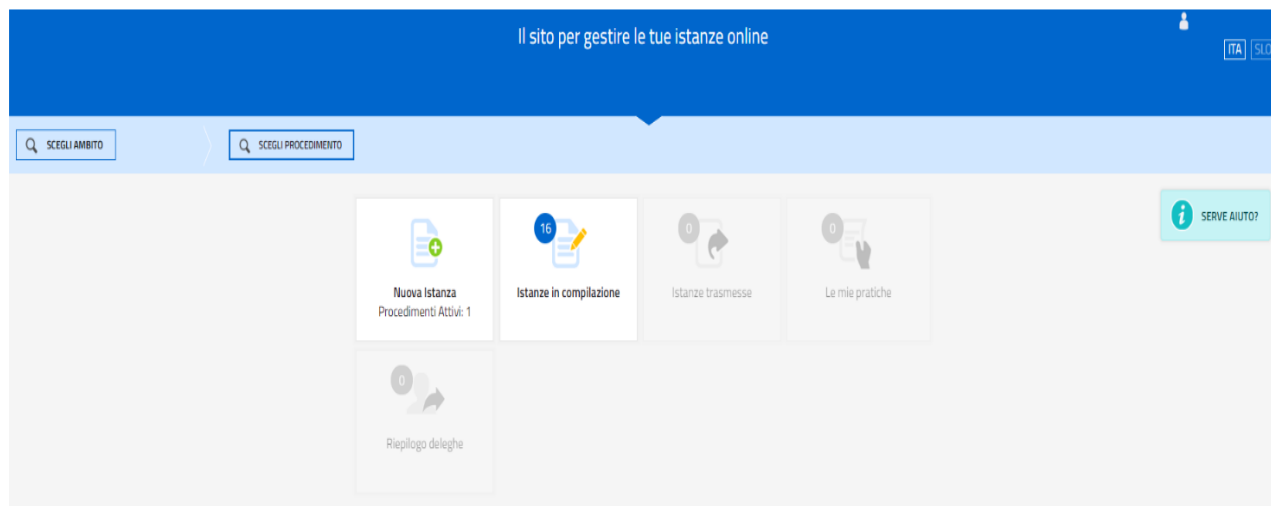 Il sito per gestire le tue istanze online
ITA SLO
SCEGLI AMBITO
SCEGLI PROCEDIMENTO
i SERVE AIUTO?
Nuova Istanza
Procedimenti Attivi: 1
16
Istanze in compilazione
0
Istanze trasmesse
0
Le mie pratiche
0
Riepilogo deleghe